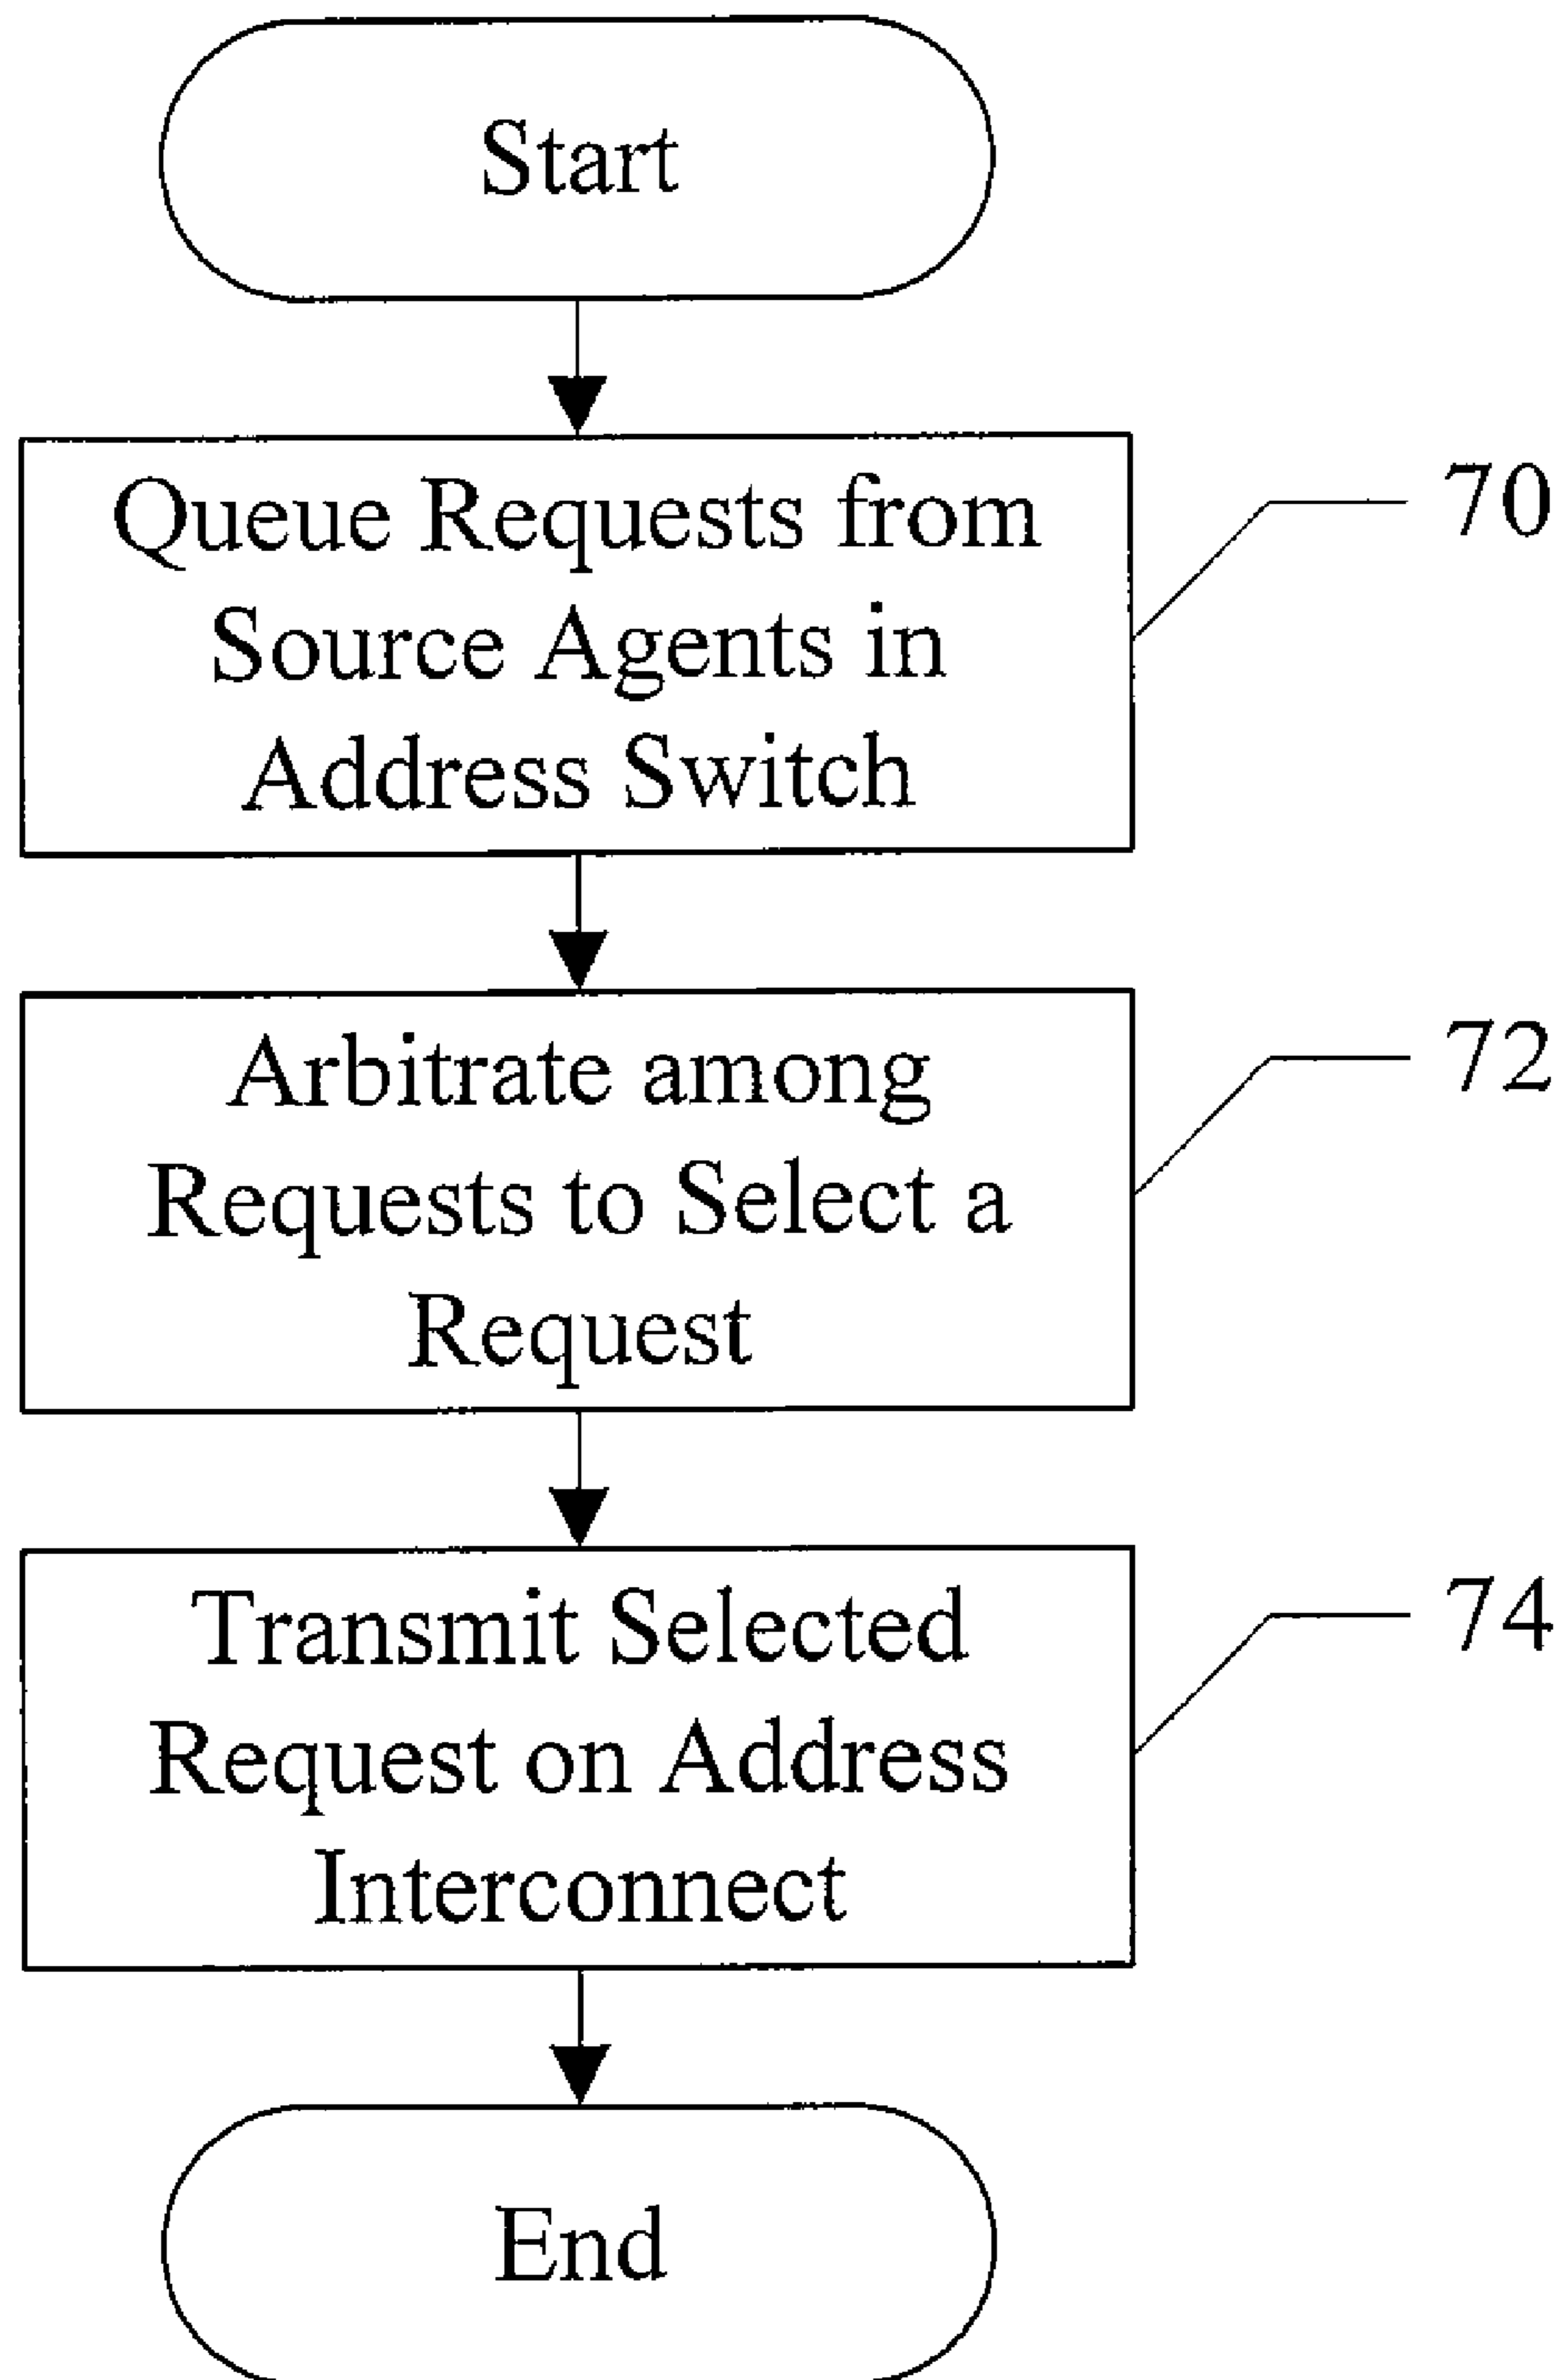 Start
Queue Requests from
Source Agents in
Address Switch
70
Arbitrate among
Requests to Select a
Request
72
Transmit Selected
Request on Address
Interconnect
74
End